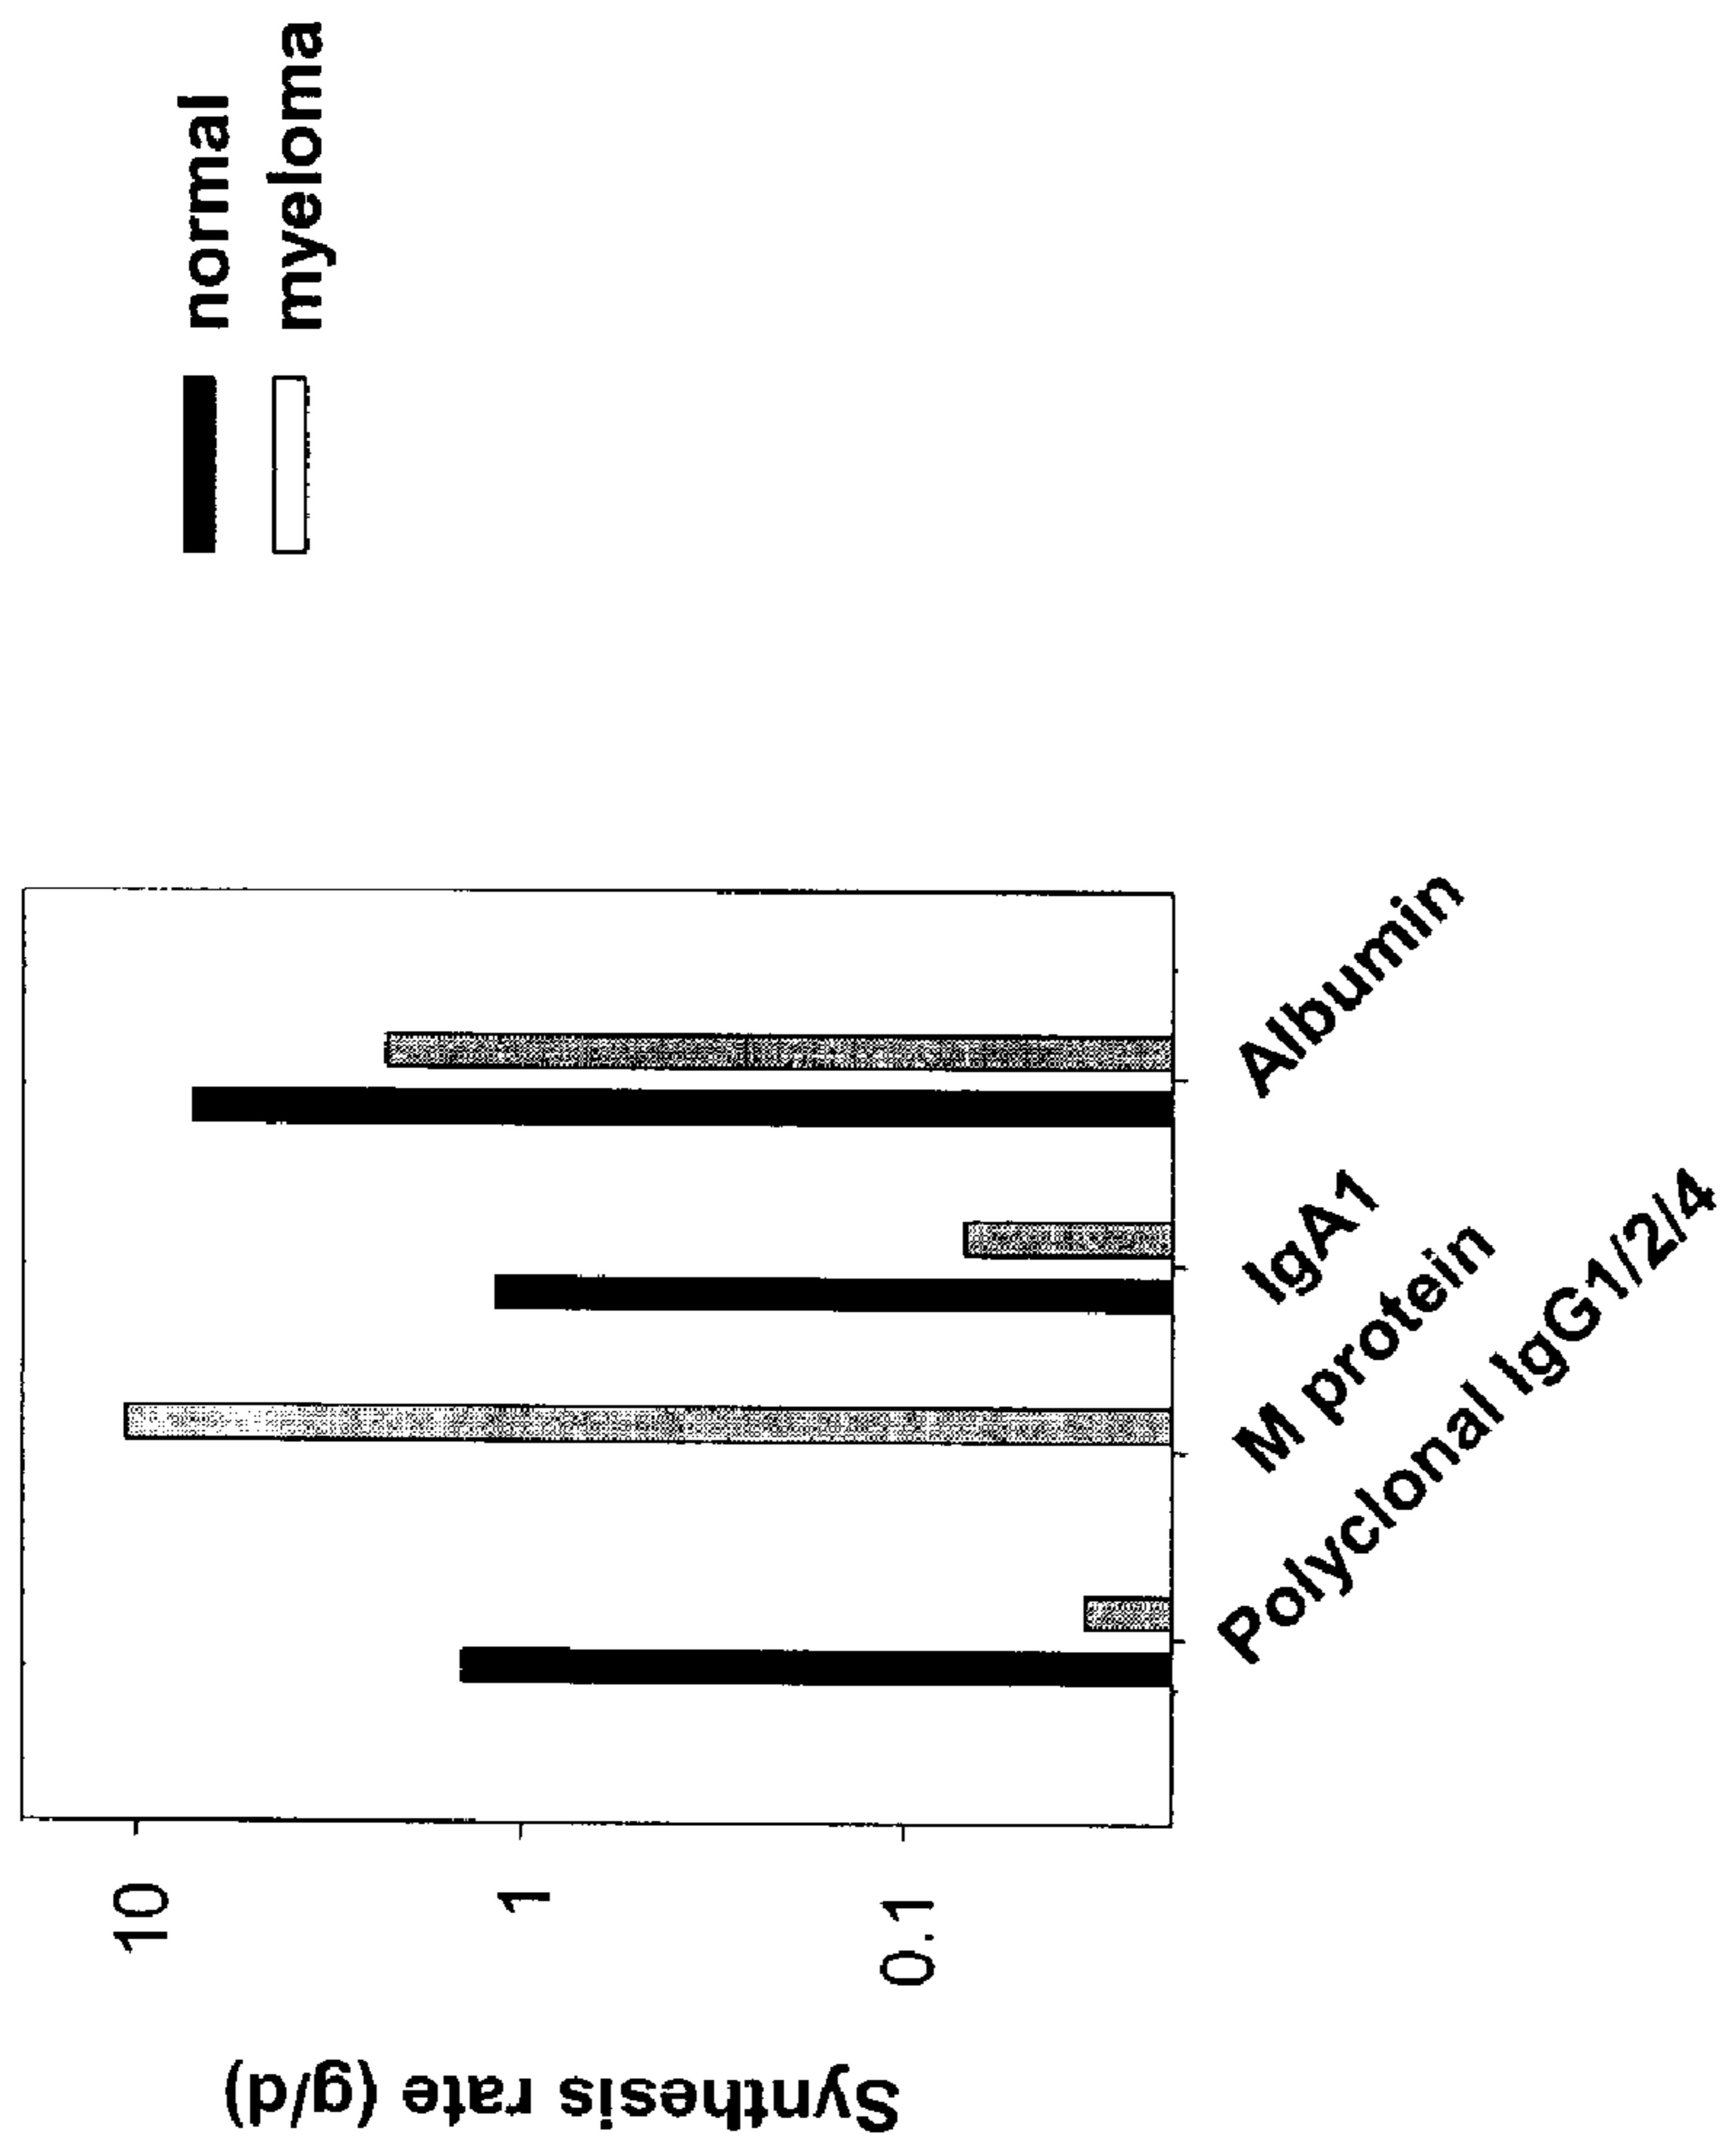 normal
myeloma
Synthesis rate (g/d)
10
1
0.1
Polyclonal IgG1/2/4
M protein
IgA1
Albumin